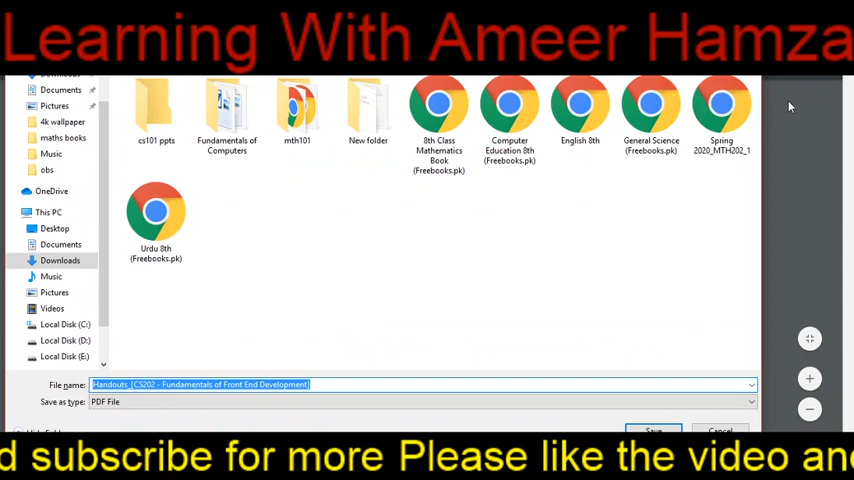 Learning With Ameer Hamza
Documents
Pictures
4k wallpaper
maths books
Music
obs
OneDrive
This PC
Desktop
Documents
Downloads
Music
Pictures
Videos
Local Disk (C:)
Local Disk (D:)
Local Disk (E:)
cs101 ppts
Fundamentals of
Computers
mth101
New folder
8th Class
Mathematics
Book
(Freebooks.pk)
Computer
Education 8th
(Freebooks.pk)
English 8th
General Science
(Freebooks.pk)
Spring
2020_MTH202_1
Urdu 8th
(Freebooks.pk)
File name: Handouts_[CS202 - Fundamentals of Front End Development]
Save as type: PDF File
Save Cancel
d subscribe for more Please like the video and